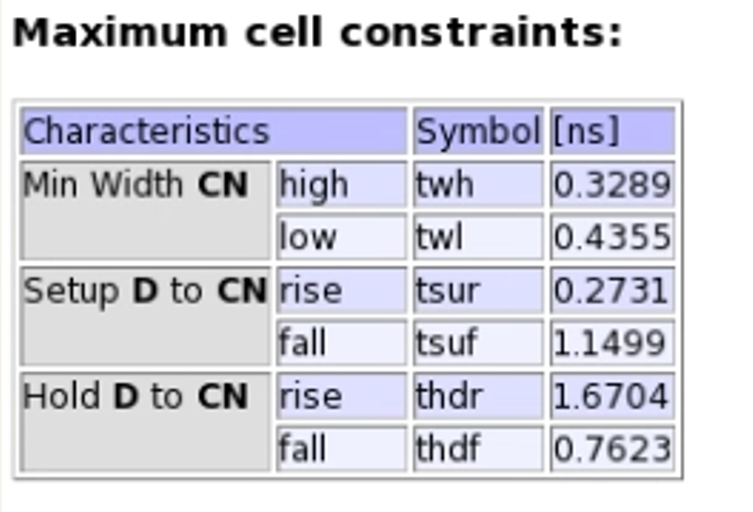 Maximum cell constraints:
Characteristics Symbol [ns]
Min Width CN high twh 0.3289
low twl 0.4355
Setup D to CN rise tsur 0.2731
fall tsuf 1.1499
Hold D to CN rise thdr 1.6704
fall thdf 0.7623